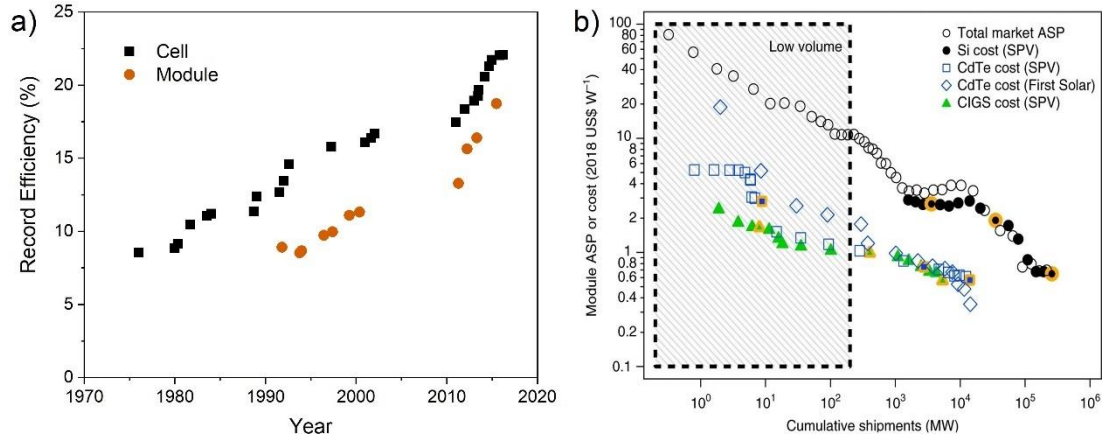 a)
Cell
Module
Record Efficiency (%)
25
20
15
10
5
0
1970
1980
1990
2000
2010
2020
Year
b)
Low volume
Total market ASP
Si cost (SPV)
CdTe cost (SPV)
CdTe cost (First Solar)
CIGS cost (SPV)
Module ASP or cost (2018 US$ W⁻¹)
100
80
60
40
20
10
8
6
4
2
1
0.8
0.6
0.4
0.2
0.1
10⁰
10¹
10²
10³
10⁴
10⁵
10⁶
Cumulative shipments (MW)